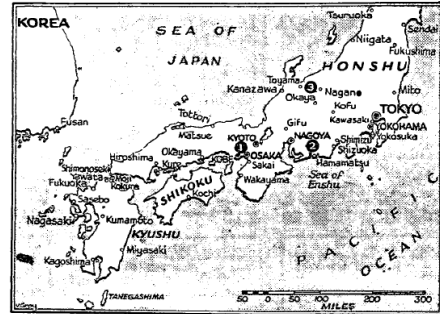 KOREA
SEA OF
JAPAN
Tsuruoka
Sendai
Niigata
Fukushima
HONSHU
Toyama
Kanazawa
3
Nagano
Okaya
Mito
Kofu
TOKYO
Kawasaki
YOKOHAMA
Yokosuka
Fusan
Tottori
Matsue
Gifu
KYOTO
NAGOYA
Shimizu
Shizuoka
1
2
Hiroshima
Okayama
KOBE
OSAKA
Sakai
Hamamatsu
Kure
Shimonoseki
Yawata
Moji
Fukuoka
Kokura
Wakayama
Sea of
Enshu
SHIKOKU
Kochi
Sasebo
Nagasaki
Kumamoto
KYUSHU
Miyasaki
Kagoshima
TANEGASHIMA
PACIFIC
OCEAN
50 0 50 100 200 300
MILES